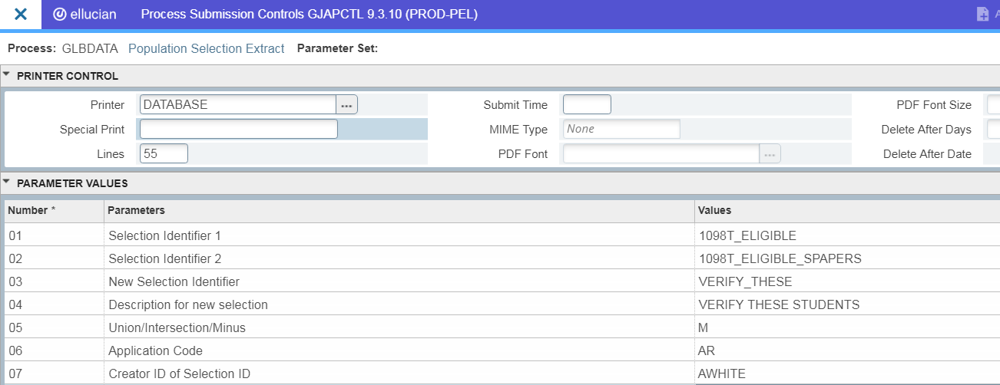 ellucian Process Submission Controls GJAPCTL 9.3.10 (PROD-PEL)
Process: GLBDATA Population Selection Extract Parameter Set:
PRINTER CONTROL
Printer DATABASE ... Submit Time PDF Font Size
Special Print MIME Type None Delete After Days
Lines 55 PDF Font ... Delete After Date
PARAMETER VALUES
Number * Parameters Values
01 Selection Identifier 1 1098T_ELIGIBLE
02 Selection Identifier 2 1098T_ELIGIBLE_SPAPERS
03 New Selection Identifier VERIFY_THESE
04 Description for new selection VERIFY THESE STUDENTS
05 Union/Intersection/Minus M
06 Application Code AR
07 Creator ID of Selection ID AWHITE